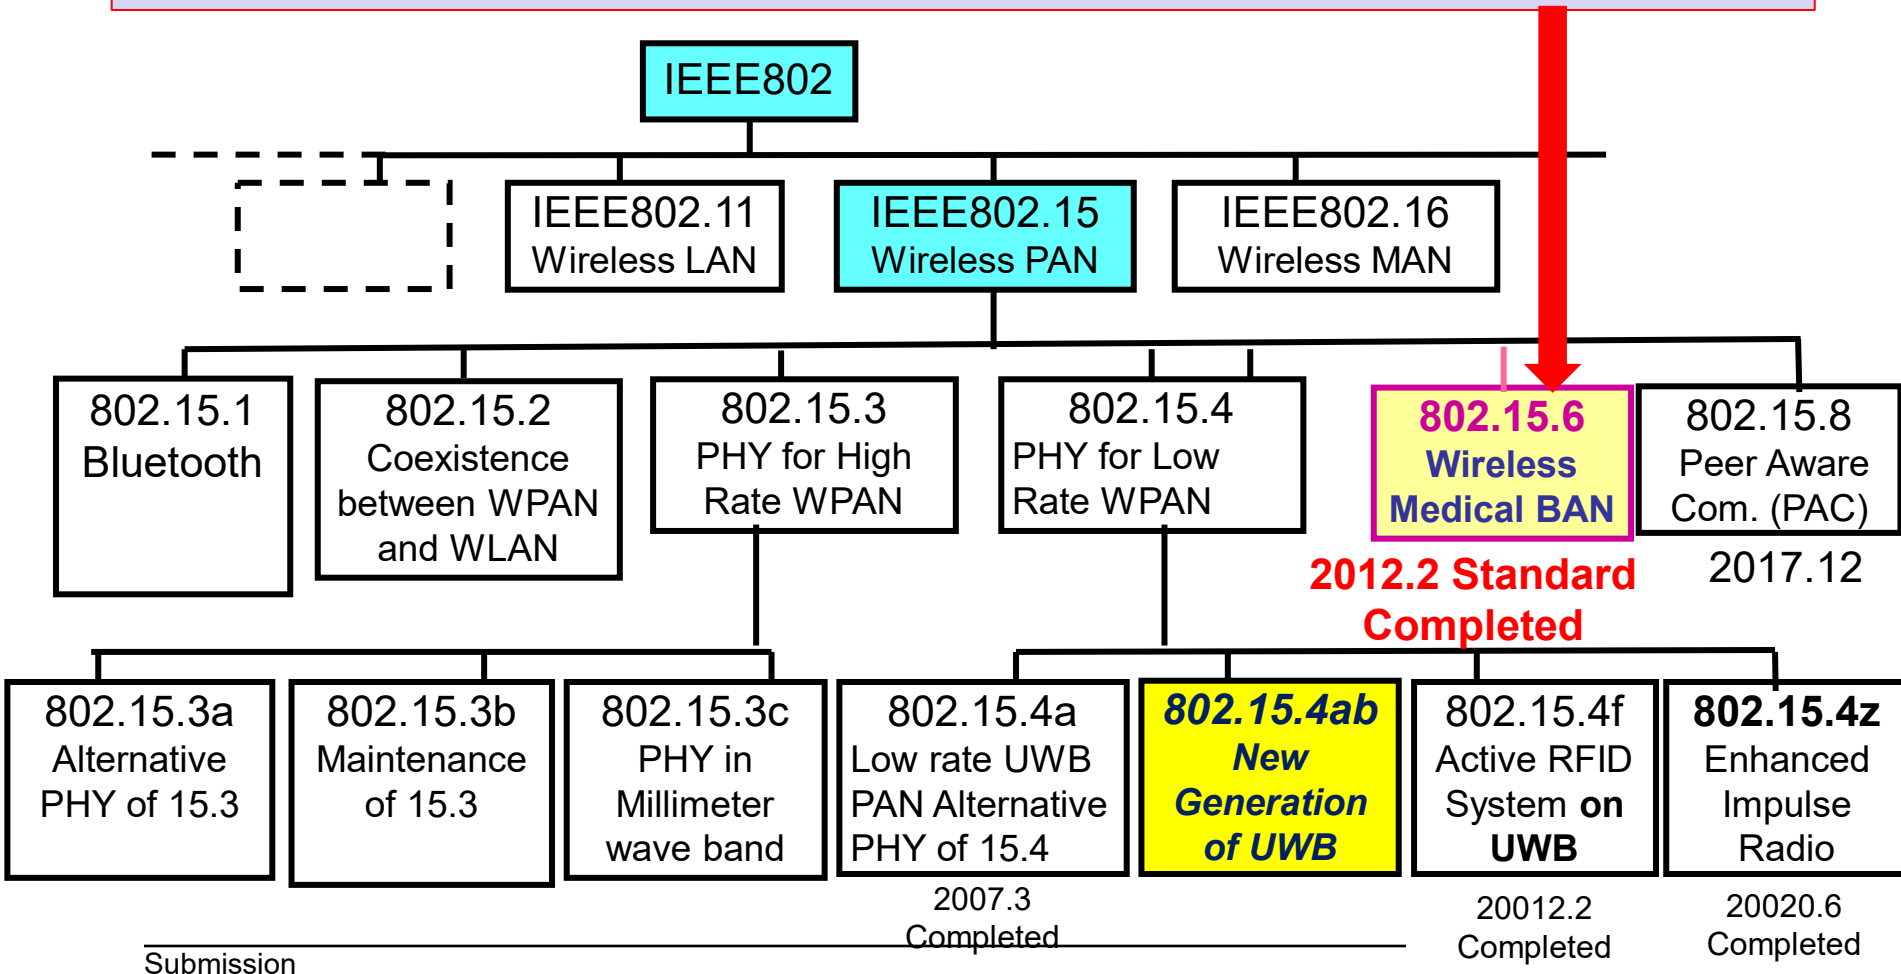 IEEE802
IEEE802.11
Wireless LAN
IEEE802.15
Wireless PAN
IEEE802.16
Wireless MAN
802.15.1
Bluetooth
802.15.2
Coexistence
between WPAN
and WLAN
802.15.3
PHY for High
Rate WPAN
802.15.4
PHY for Low
Rate WPAN
802.15.6
Wireless
Medical BAN
2012.2 Standard
Completed
802.15.8
Peer Aware
Com. (PAC)
2017.12
802.15.3a
Alternative
PHY of 15.3
802.15.3b
Maintenance
of 15.3
802.15.3c
PHY in
Millimeter
wave band
802.15.4a
Low rate UWB
PAN Alternative
PHY of 15.4
2007.3
Completed
802.15.4ab
New
Generation
of UWB
802.15.4f
Active RFID
System on
UWB
20012.2
Completed
802.15.4z
Enhanced
Impulse
Radio
20020.6
Completed
Submission